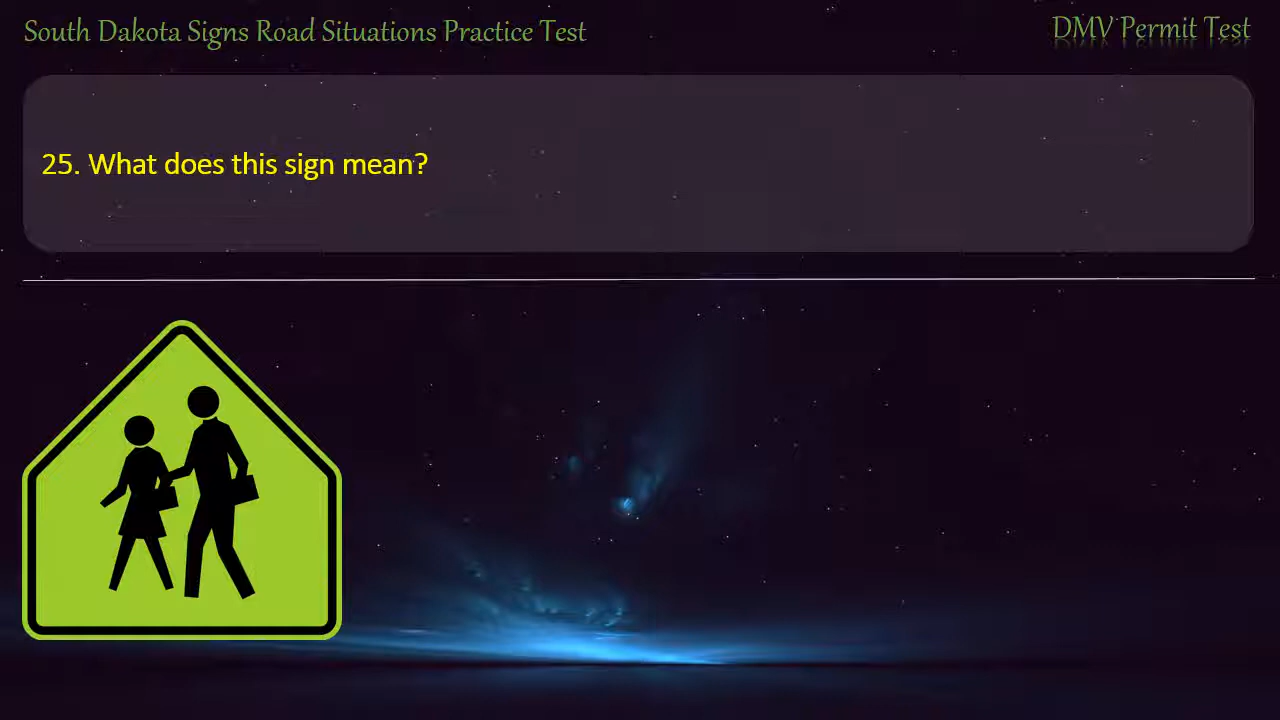 South Dakota Signs Road Situations Practice Test
DMV Permit Test
25. What does this sign mean?